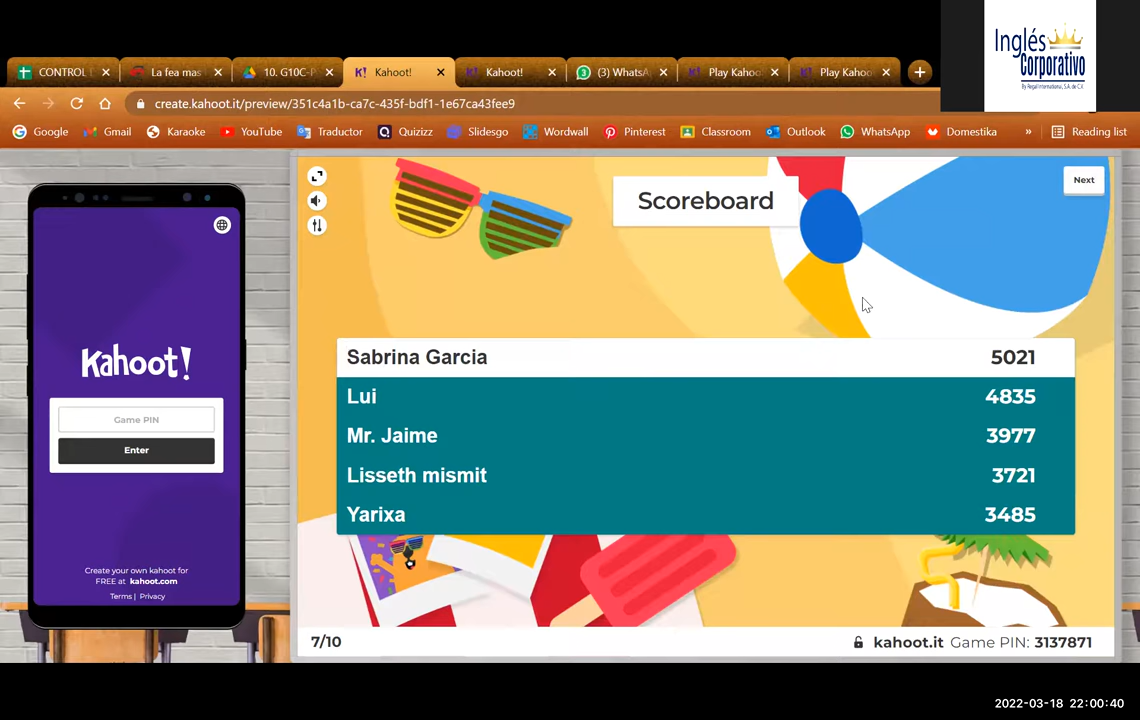 Inglés
Corporativo
By Regall International, S.A. de C.V.
CONTROL
La fea mas
10. G10C-P
Kahoot!
Kahoot!
(3) WhatsA
Play Kahoo
Play Kahoo
create.kahoot.it/preview/351c4a1b-ca7c-435f-bdf1-1e67ca43fee9
Google Gmail Karaoke YouTube Traductor Quizizz Slidesgo Wordwall Pinterest Classroom Outlook WhatsApp Domestika » Reading list
Kahoot!
Game PIN
Enter
Create your own kahoot for
FREE at kahoot.com
Terms | Privacy
Scoreboard
Next
Sabrina Garcia 5021
Lui 4835
Mr. Jaime 3977
Lisseth mismit 3721
Yarixa 3485
7/10
kahoot.it Game PIN: 3137871
2022-03-18 22:00:40